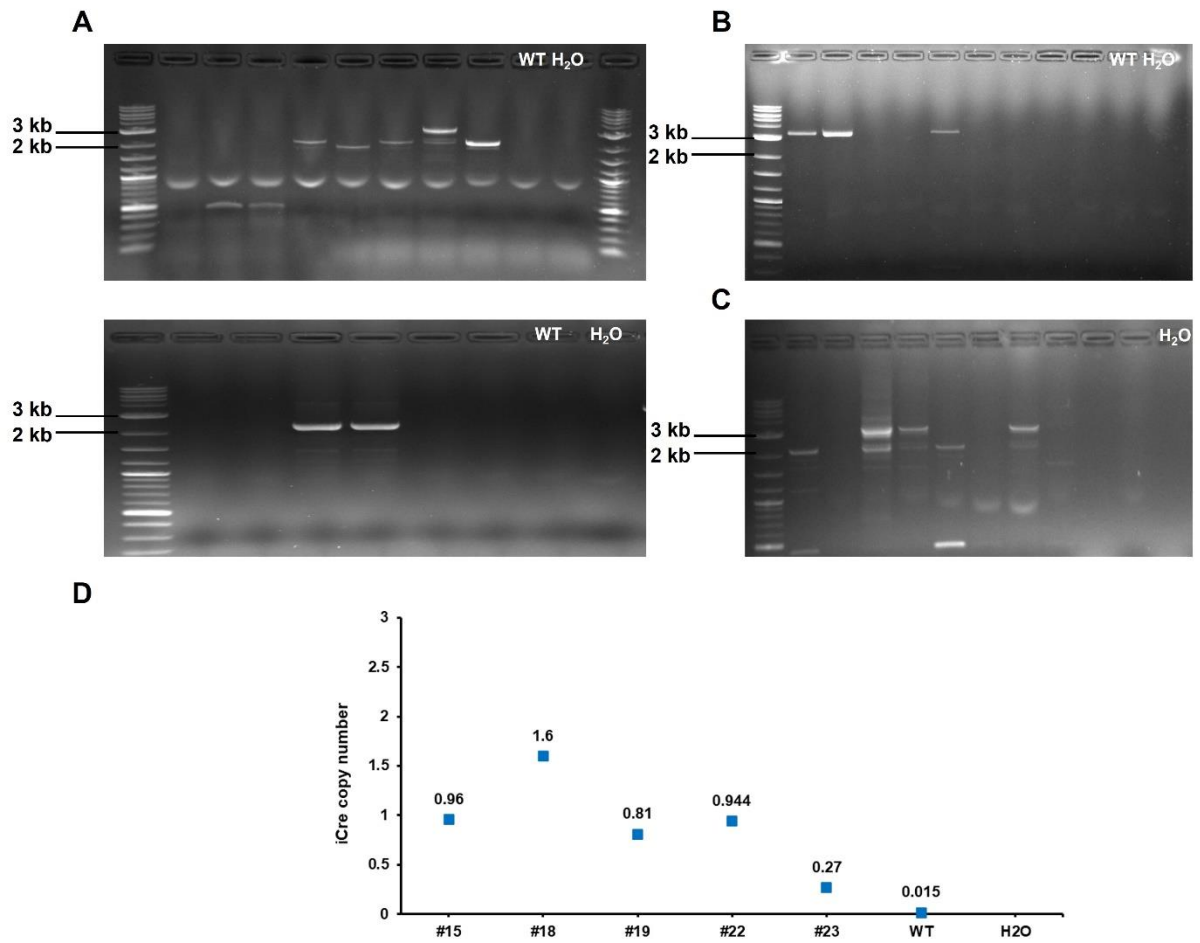 A
B
WT H₂O
WT H₂O
3 kb
2 kb
3 kb
2 kb
C
WT H₂O
H₂O
3 kb
2 kb
3 kb
2 kb
D
3
2.5
2
1.5
1
0.5
0
iCre copy number
0.96
1.6
0.81
0.944
0.27
0.015
#15 #18 #19 #22 #23 WT H2O